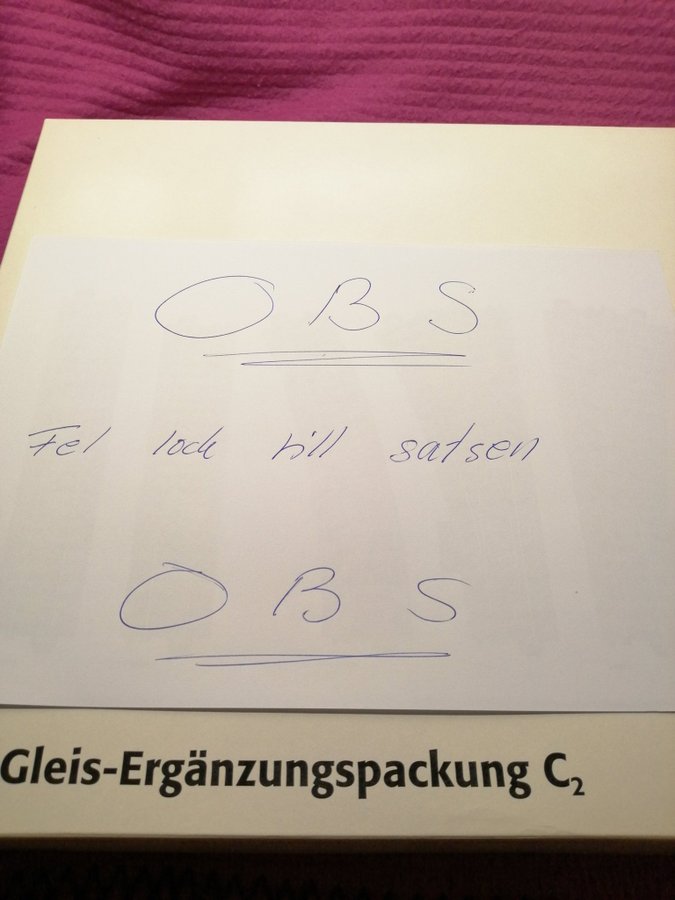 OBS
Fel lock till satsen
OBS
Gleis-Ergänzungspackung C₂